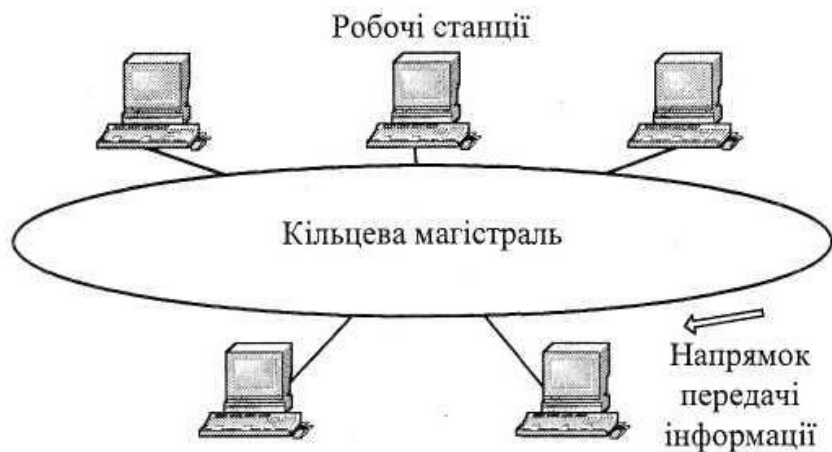 Робочі станції
Кільцева магістраль
Напрямок
передачі
інформації